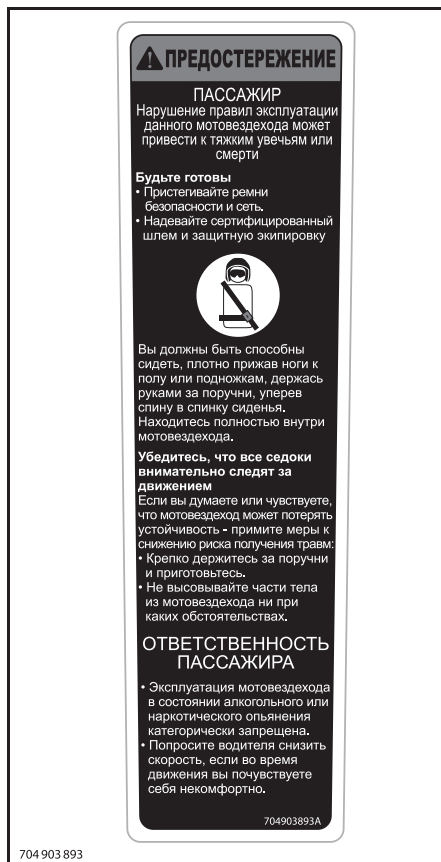 ПРЕДОСТЕРЕЖЕНИЕ
ПАССАЖИР
Нарушение правил эксплуатации
данного мотовездехода может
привести к тяжким увечьям или
смерти
Будьте готовы
• Пристегивайте ремни
безопасности и сеть.
• Надевайте сертифицированный
шлем и защитную экипировку
Вы должны быть способны
сидеть, плотно прижав ноги к
полу или подножкам, держась
руками за поручни, уперев
спину в спинку сиденья.
Находитесь полностью внутри
мотовездехода.
Убедитесь, что все седоки
внимательно следят за
движением
Если вы думаете или чувствуете,
что мотовездеход может потерять
устойчивость - примите меры к
снижению риска получения травм:
• Крепко держитесь за поручни
и приготовьтесь.
• Не высовывайте части тела
из мотовездехода ни при
каких обстоятельствах.
ОТВЕТСТВЕННОСТЬ
ПАССАЖИРА
• Эксплуатация мотовездехода
в состоянии алкогольного или
наркотического опьянения
категорически запрещена.
• Попросите водителя снизить
скорость, если во время
движения вы почувствуете
себя некомфортно.
704903893A
704 903 893